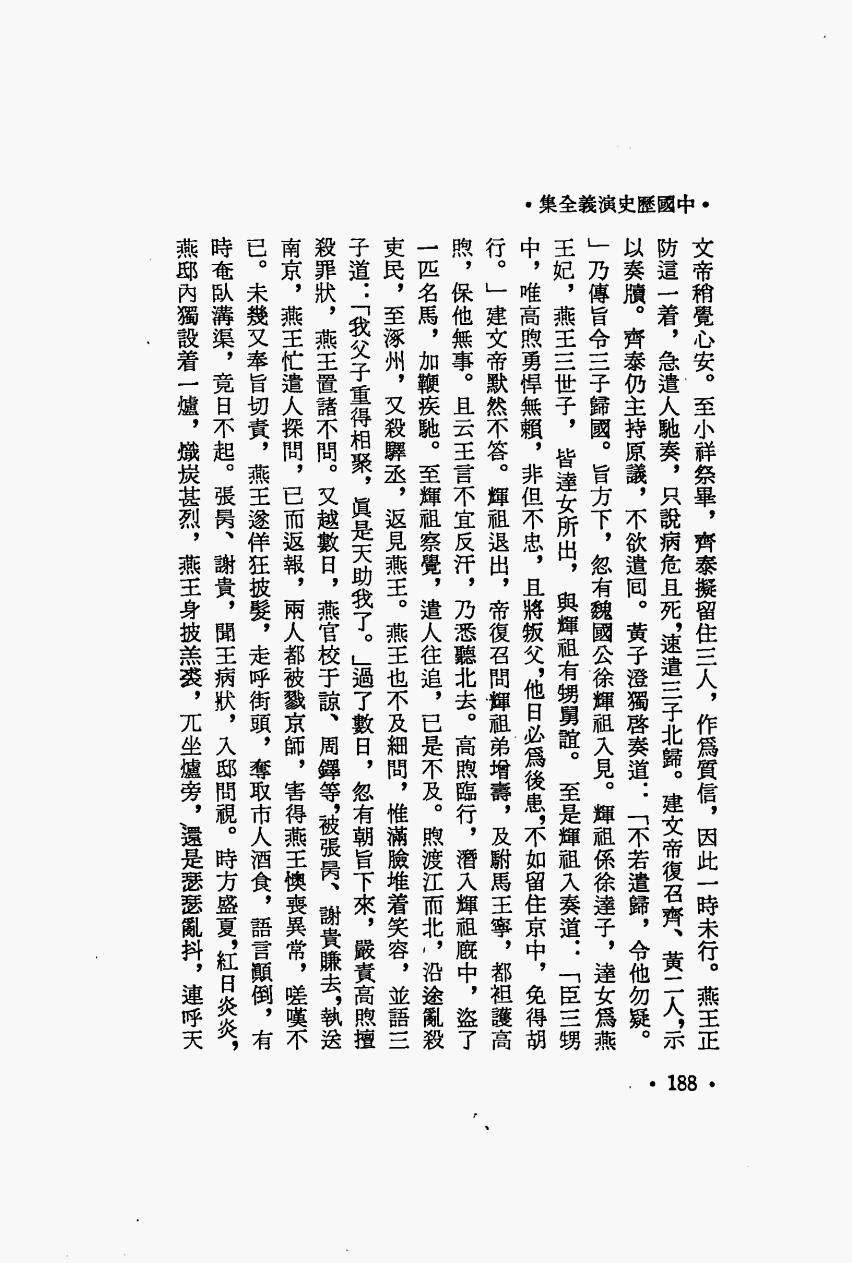 •中國歷史演義全集•
文帝稍覺心安。至小祥祭畢，齊泰擬留住三人，作爲質信，因此一時未行。燕王正
防這一着，急遣人馳奏，只說病危且死，速遣三子北歸。建文帝復召齊、黃二人，示
以奏牘。齊泰仍主持原議，不欲遣囘。黃子澄獨啓奏道：「不若遣歸，令他勿疑。
」乃傳旨令三子歸國。旨方下，忽有魏國公徐輝祖入見。輝祖係徐達子，達女爲燕
王妃，燕王三世子，皆達女所出，與輝祖有甥舅誼。至是輝祖入奏道：「臣三甥
中，唯高煦勇悍無賴，非但不忠，且將叛父，他日必爲後患，不如留住京中，免得胡
行。」建文帝默然不答。輝祖退出，帝復召問輝祖弟增壽，及駙馬王寧，都袒護高
煦，保他無事。且云王言不宜反汗，乃悉聽北去。高煦臨行，潛入輝祖廐中，盜了
一匹名馬，加鞭疾馳。至輝祖察覺，遣人往追，已是不及。煦渡江而北，沿途亂殺
吏民，至涿州，又殺驛丞，返見燕王。燕王也不及細問，惟滿臉堆着笑容，並語三
子道：「我父子重得相聚，眞是天助我了。」過了數日，忽有朝旨下來，嚴責高煦擅
殺罪狀，燕王置諸不問。又越數日，燕官校于諒、周鐸等，被張昺、謝貴賺去，執送
南京，燕王忙遣人探問，已而返報，兩人都被戮京師，害得燕王懊喪異常，嗟嘆不
已。未幾又奉旨切責，燕王遂佯狂披髮，走呼街頭，奪取市人酒食，語言顚倒，有
時奄臥溝渠，竟日不起。張昺、謝貴，聞王病狀，入邸問視。時方盛夏，紅日炎炎，
燕邸內獨設着一爐，熾炭甚烈，燕王身披羔裘，兀坐爐旁，還是瑟瑟亂抖，連呼天
•188•